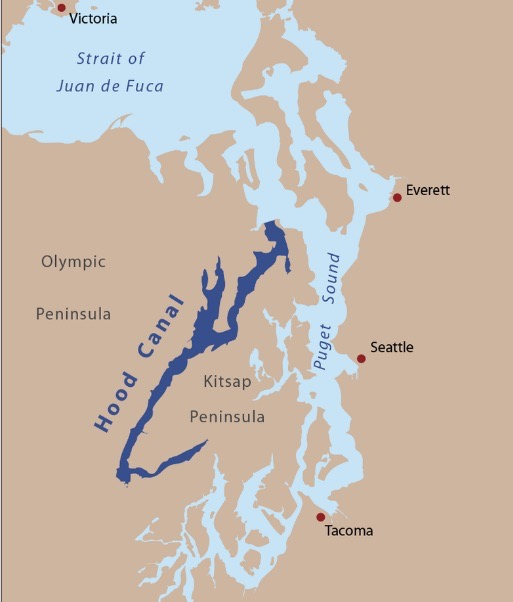 Victoria
Strait of
Juan de Fuca
Everett
Olympic
Peninsula
Hood Canal
Puget Sound
Seattle
Kitsap
Peninsula
Tacoma